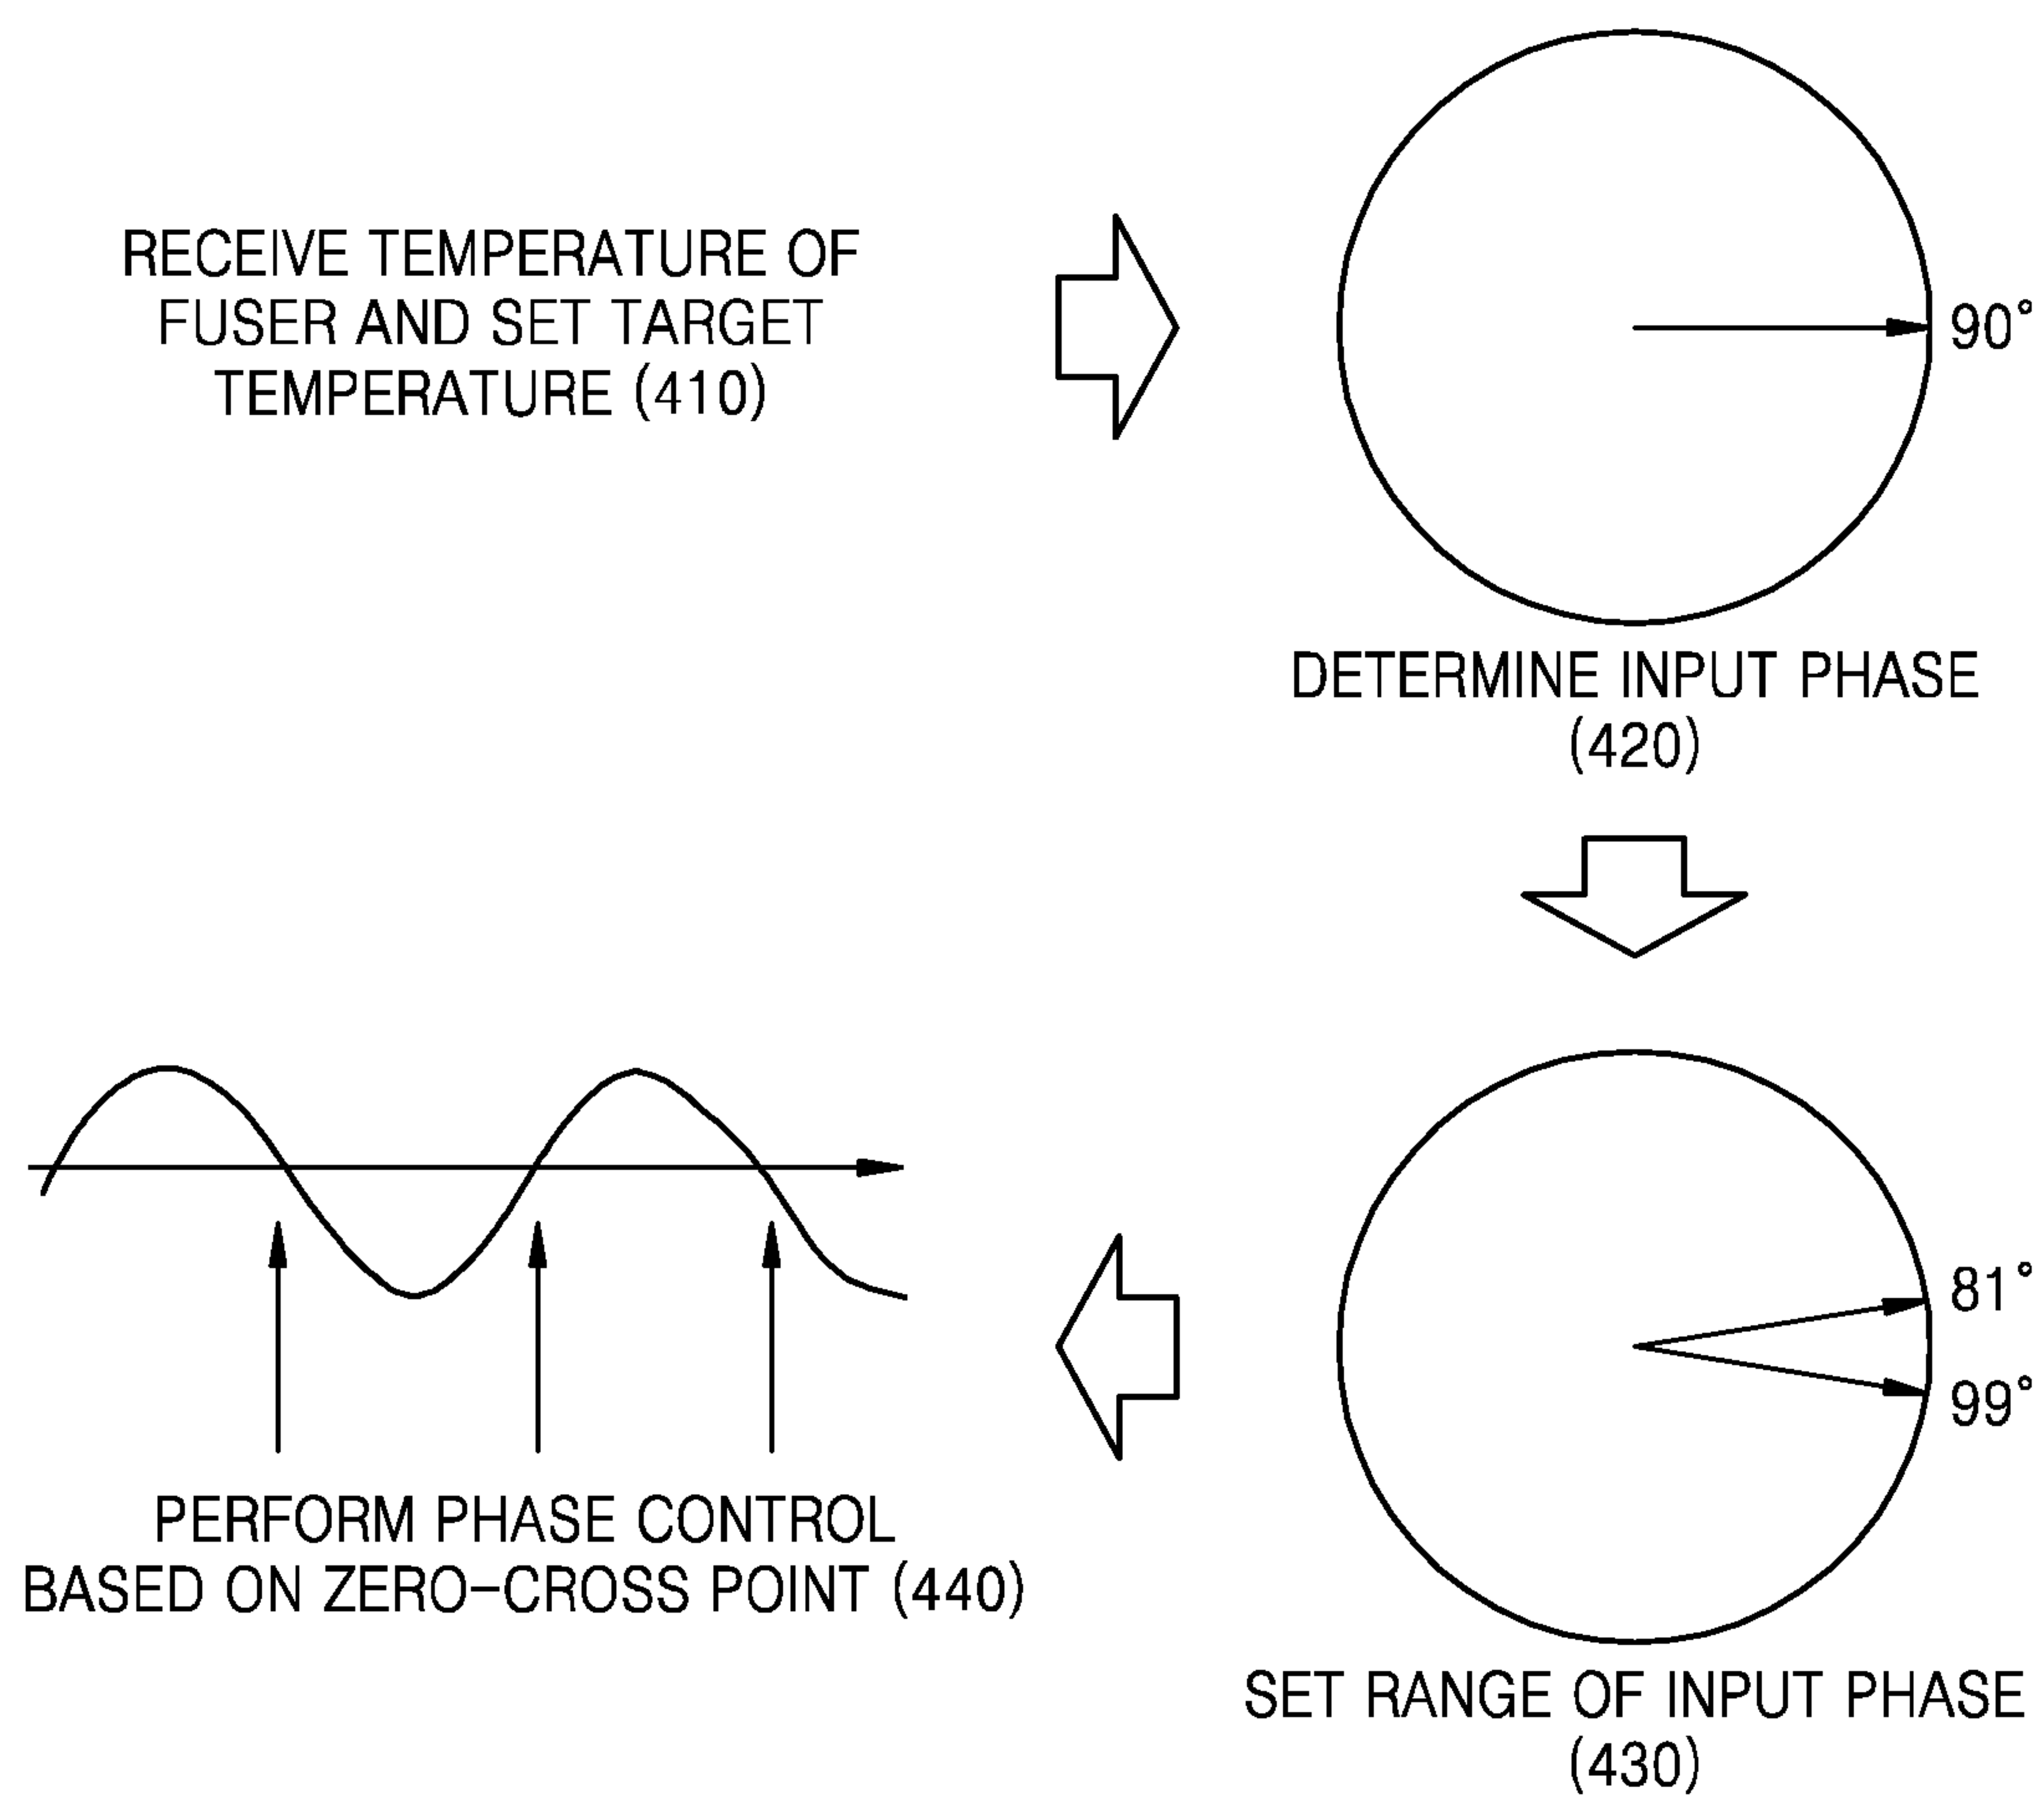 RECEIVE TEMPERATURE OF
FUSER AND SET TARGET
TEMPERATURE (410)
90°
DETERMINE INPUT PHASE
(420)
81°
99°
SET RANGE OF INPUT PHASE
(430)
PERFORM PHASE CONTROL
BASED ON ZERO-CROSS POINT (440)